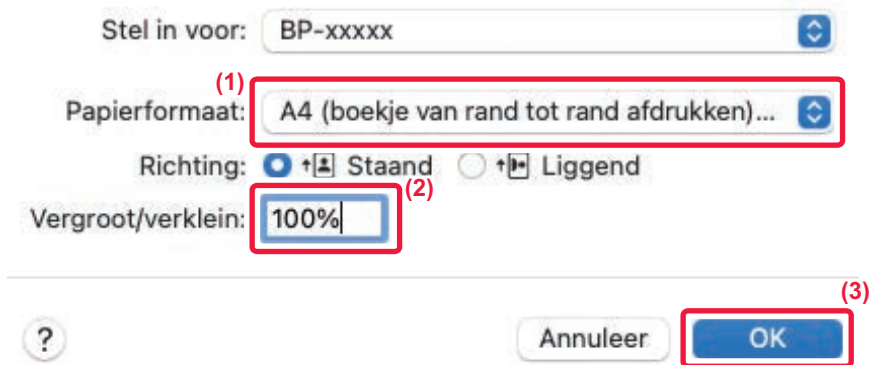 Stel in voor: BP-xxxxx
(1)
Papierformaat: A4 (boekje van rand tot rand afdrukken)...
Richting: Staand Liggend
(2)
Vergroot/verklein: 100%
(3)
? Annuleer OK